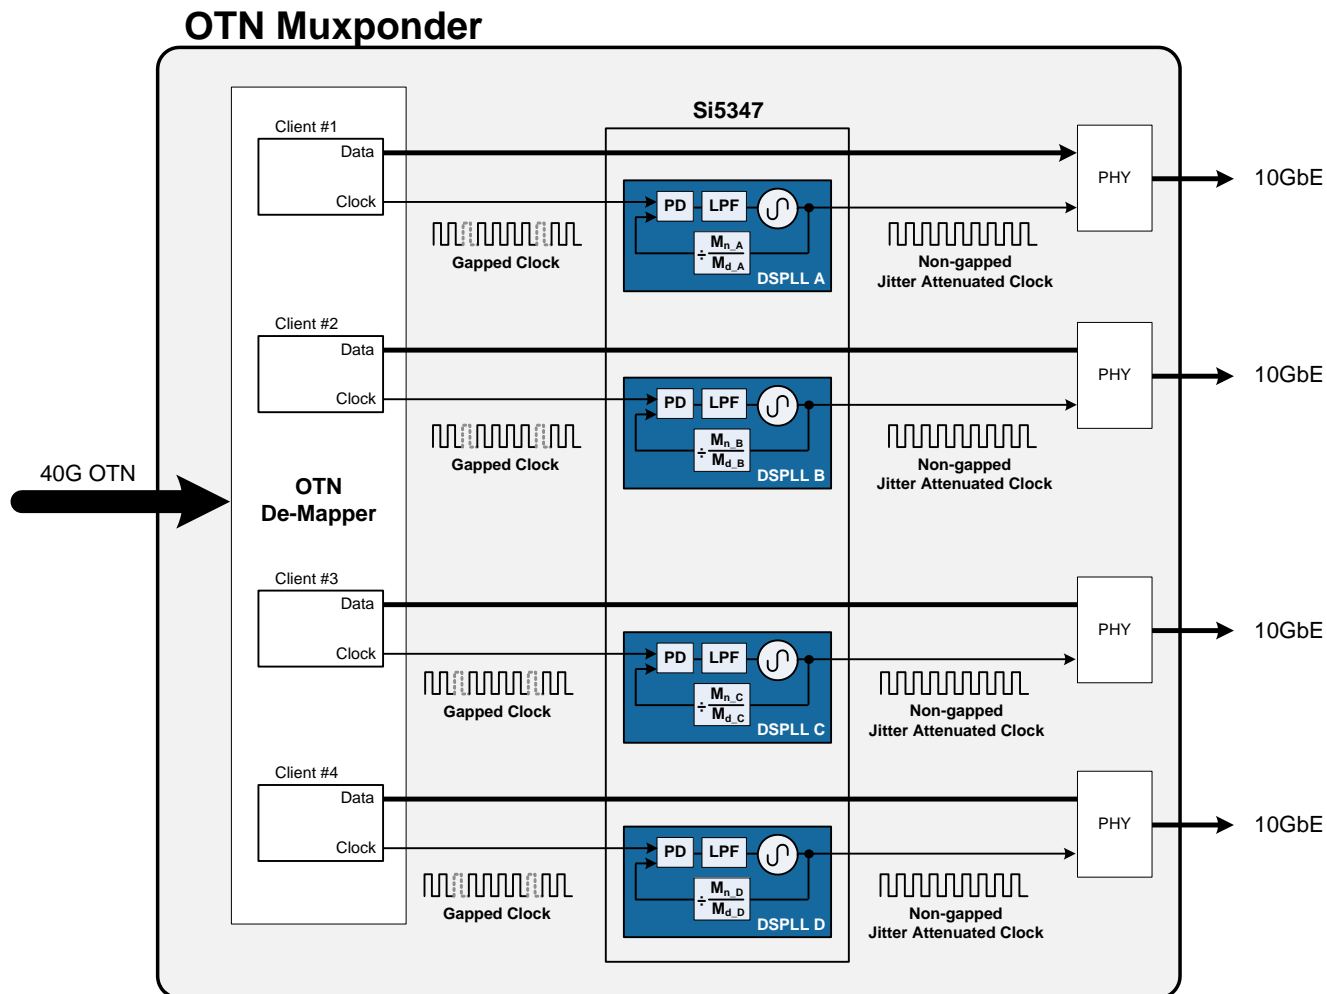 OTN Muxponder
Si5347
Client #1
Data
Clock
PD
LPF
÷ Mn_A
Md_A
DSPLL A
Gapped Clock
Non-gapped
Jitter Attenuated Clock
PHY
10GbE
Client #2
Data
Clock
PD
LPF
÷ Mn_B
Md_B
DSPLL B
Gapped Clock
Non-gapped
Jitter Attenuated Clock
PHY
10GbE
40G OTN
OTN
De-Mapper
Client #3
Data
Clock
PD
LPF
÷ Mn_C
Md_C
DSPLL C
Gapped Clock
Non-gapped
Jitter Attenuated Clock
PHY
10GbE
Client #4
Data
Clock
PD
LPF
÷ Mn_D
Md_D
DSPLL D
Gapped Clock
Non-gapped
Jitter Attenuated Clock
PHY
10GbE